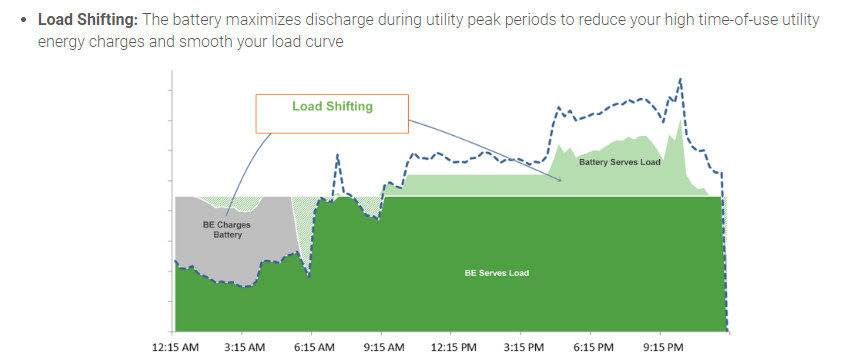 • Load Shifting: The battery maximizes discharge during utility peak periods to reduce your high time-of-use utility
energy charges and smooth your load curve
Load Shifting
Battery Serves Load
BE Charges
Battery
BE Serves Load
12:15 AM 3:15 AM 6:15 AM 9:15 AM 12:15 PM 3:15 PM 6:15 PM 9:15 PM